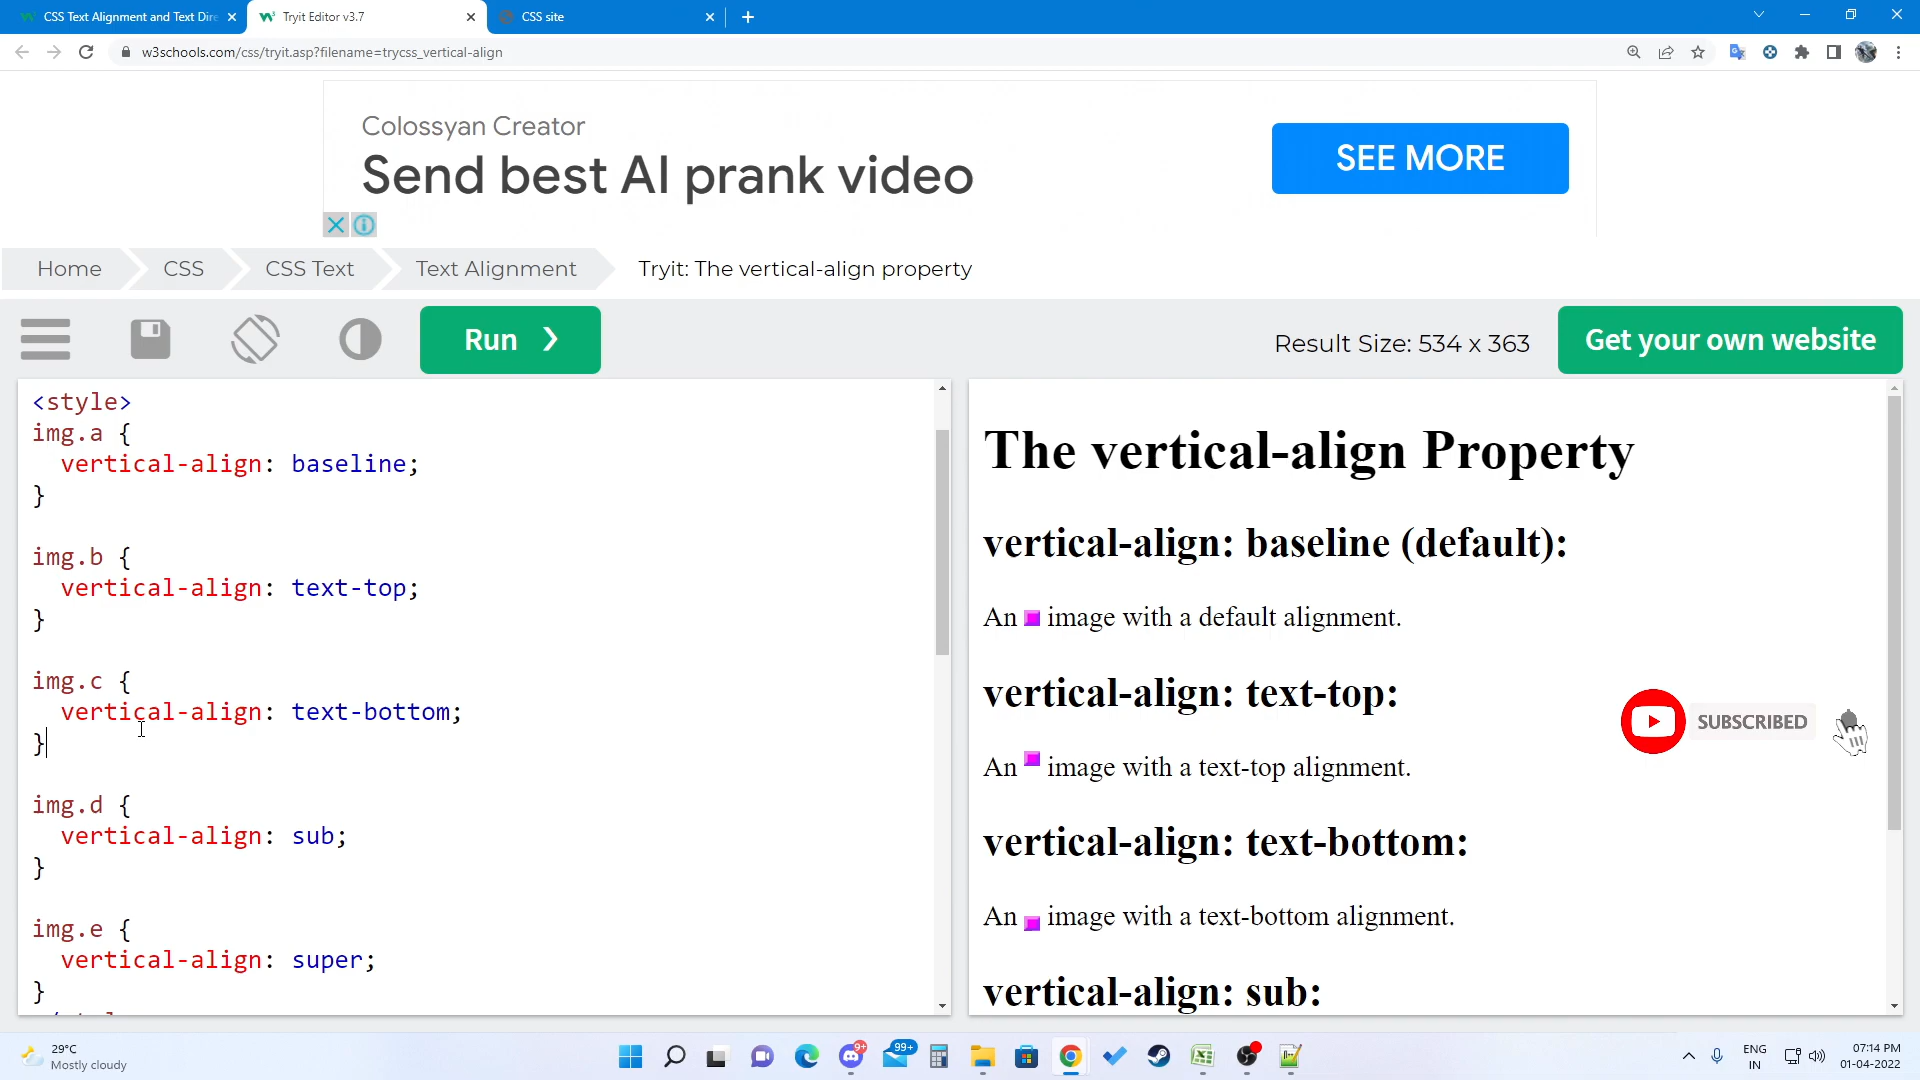 CSS Text Alignment and Text Dire
Tryit Editor v3.7
CSS site
w3schools.com/css/tryit.asp?filename=trycss_vertical-align
Colossyan Creator
Send best AI prank video
SEE MORE
Home
CSS
CSS Text
Text Alignment
Tryit: The vertical-align property
Run ❯
Result Size: 534 x 363
Get your own website
<style>
img.a {
vertical-align: baseline;
}
img.b {
vertical-align: text-top;
}
img.c {
vertical-align: text-bottom;
}
img.d {
vertical-align: sub;
}
img.e {
vertical-align: super;
}
The vertical-align Property
vertical-align: baseline (default):
An image with a default alignment.
vertical-align: text-top:
An image with a text-top alignment.
vertical-align: text-bottom:
An image with a text-bottom alignment.
vertical-align: sub:
SUBSCRIBED
29°C
Mostly cloudy
9+
99+
ENG
IN
07:14 PM
01-04-2022